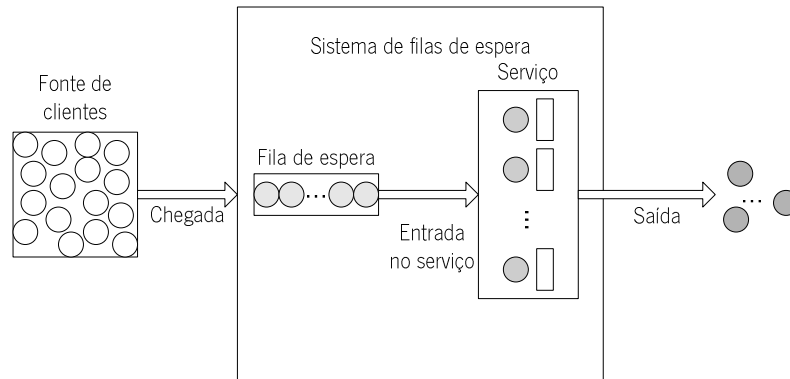 Sistema de filas de espera
Fonte de
clientes
Serviço
Fila de espera
Chegada
Entrada
no serviço
Saída